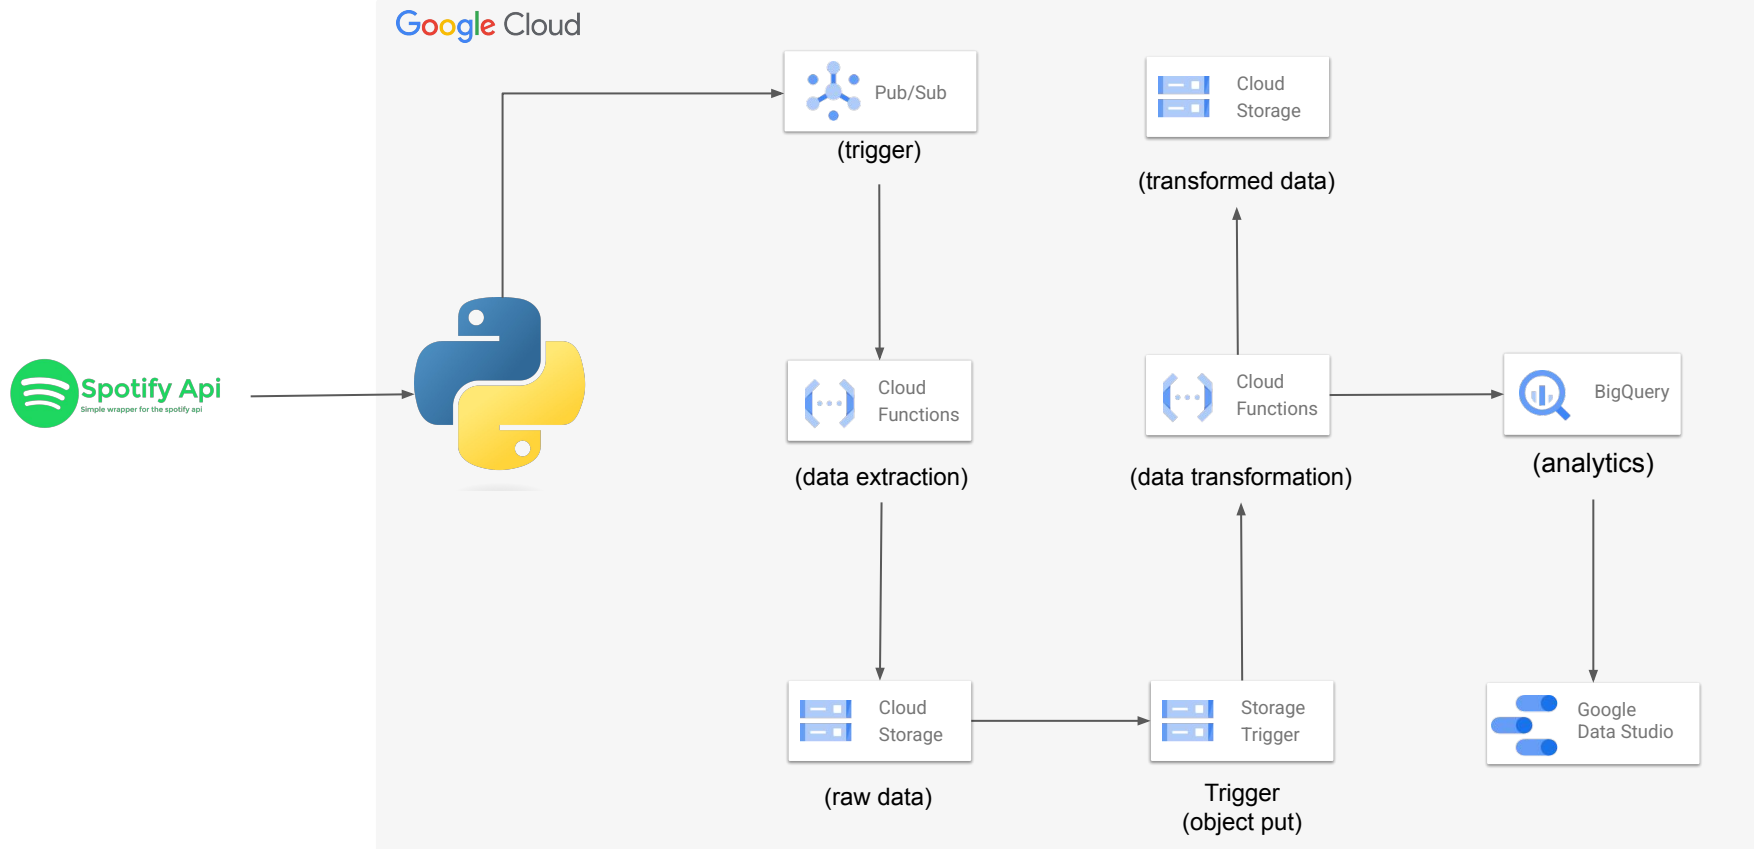 Google Cloud
Pub/Sub
(trigger)
Cloud
Storage
(transformed data)
Spotify Api
Simple wrapper for the spotify api
Cloud
Functions
(data extraction)
Cloud
Functions
(data transformation)
BigQuery
(analytics)
Cloud
Storage
(raw data)
Storage
Trigger
Trigger
(object put)
Google
Data Studio